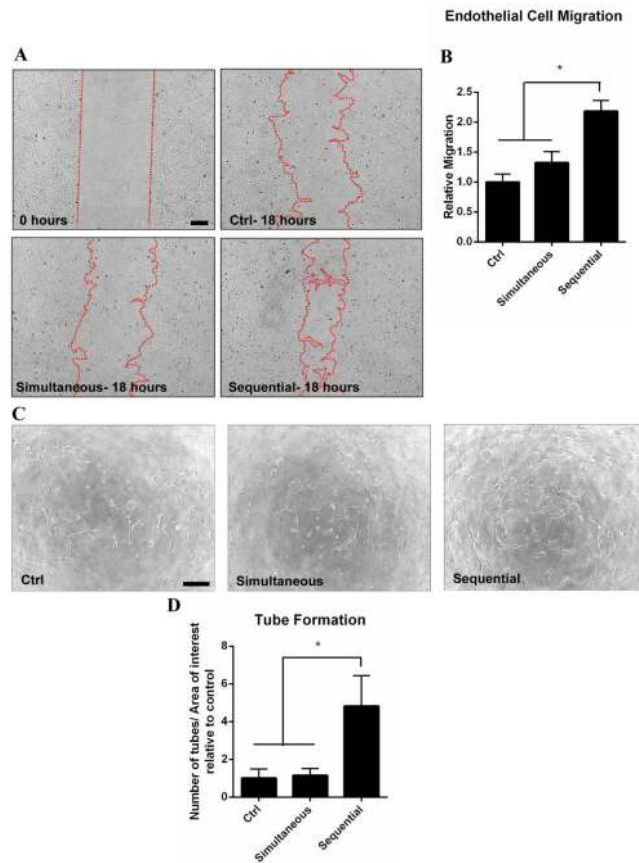 Endothelial Cell Migration
A
B
0 hours
Ctrl- 18 hours
Simultaneous- 18 hours
Sequential- 18 hours
*
Relative Migration
2.5
2.0
1.5
1.0
0.5
0.0
Ctrl
Simultaneous
Sequential
C
Ctrl
Simultaneous
Sequential
D
Tube Formation
*
Number of tubes/ Area of interest
relative to control
8
6
4
2
0
Ctrl
Simultaneous
Sequential